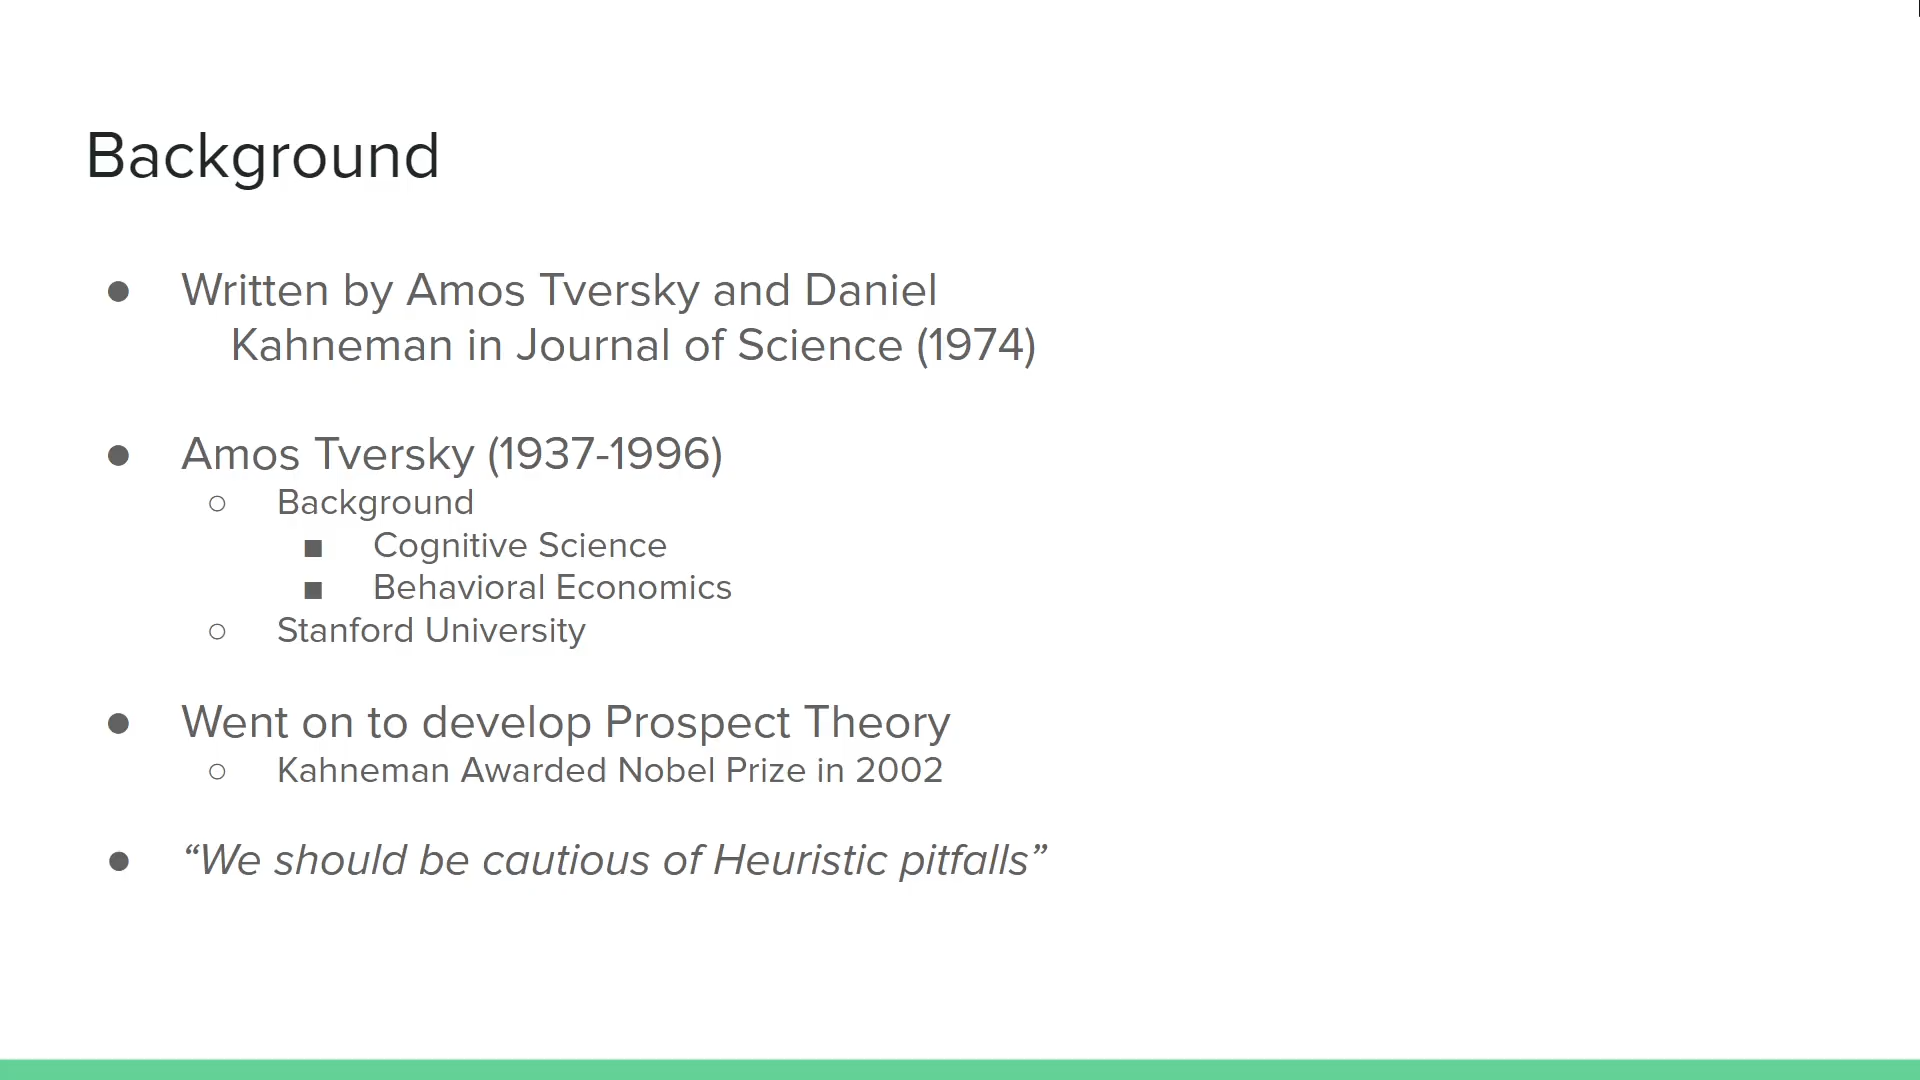 Background
● Written by Amos Tversky and Daniel
Kahneman in Journal of Science (1974)
● Amos Tversky (1937-1996)
○ Background
■ Cognitive Science
■ Behavioral Economics
○ Stanford University
● Went on to develop Prospect Theory
○ Kahneman Awarded Nobel Prize in 2002
● “We should be cautious of Heuristic pitfalls”